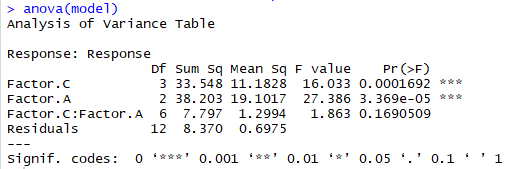 > anova(model)
Analysis of Variance Table

Response: Response
                  Df Sum Sq Mean Sq F value    Pr(>F)
Factor.C           3 33.548 11.1828  16.033 0.0001692 ***
Factor.A           2 38.203 19.1017  27.386 3.369e-05 ***
Factor.C:Factor.A  6  7.797  1.2994   1.863 0.1690509
Residuals         12  8.370  0.6975
---
Signif. codes:  0 ‘***’ 0.001 ‘**’ 0.01 ‘*’ 0.05 ‘.’ 0.1 ‘ ’ 1